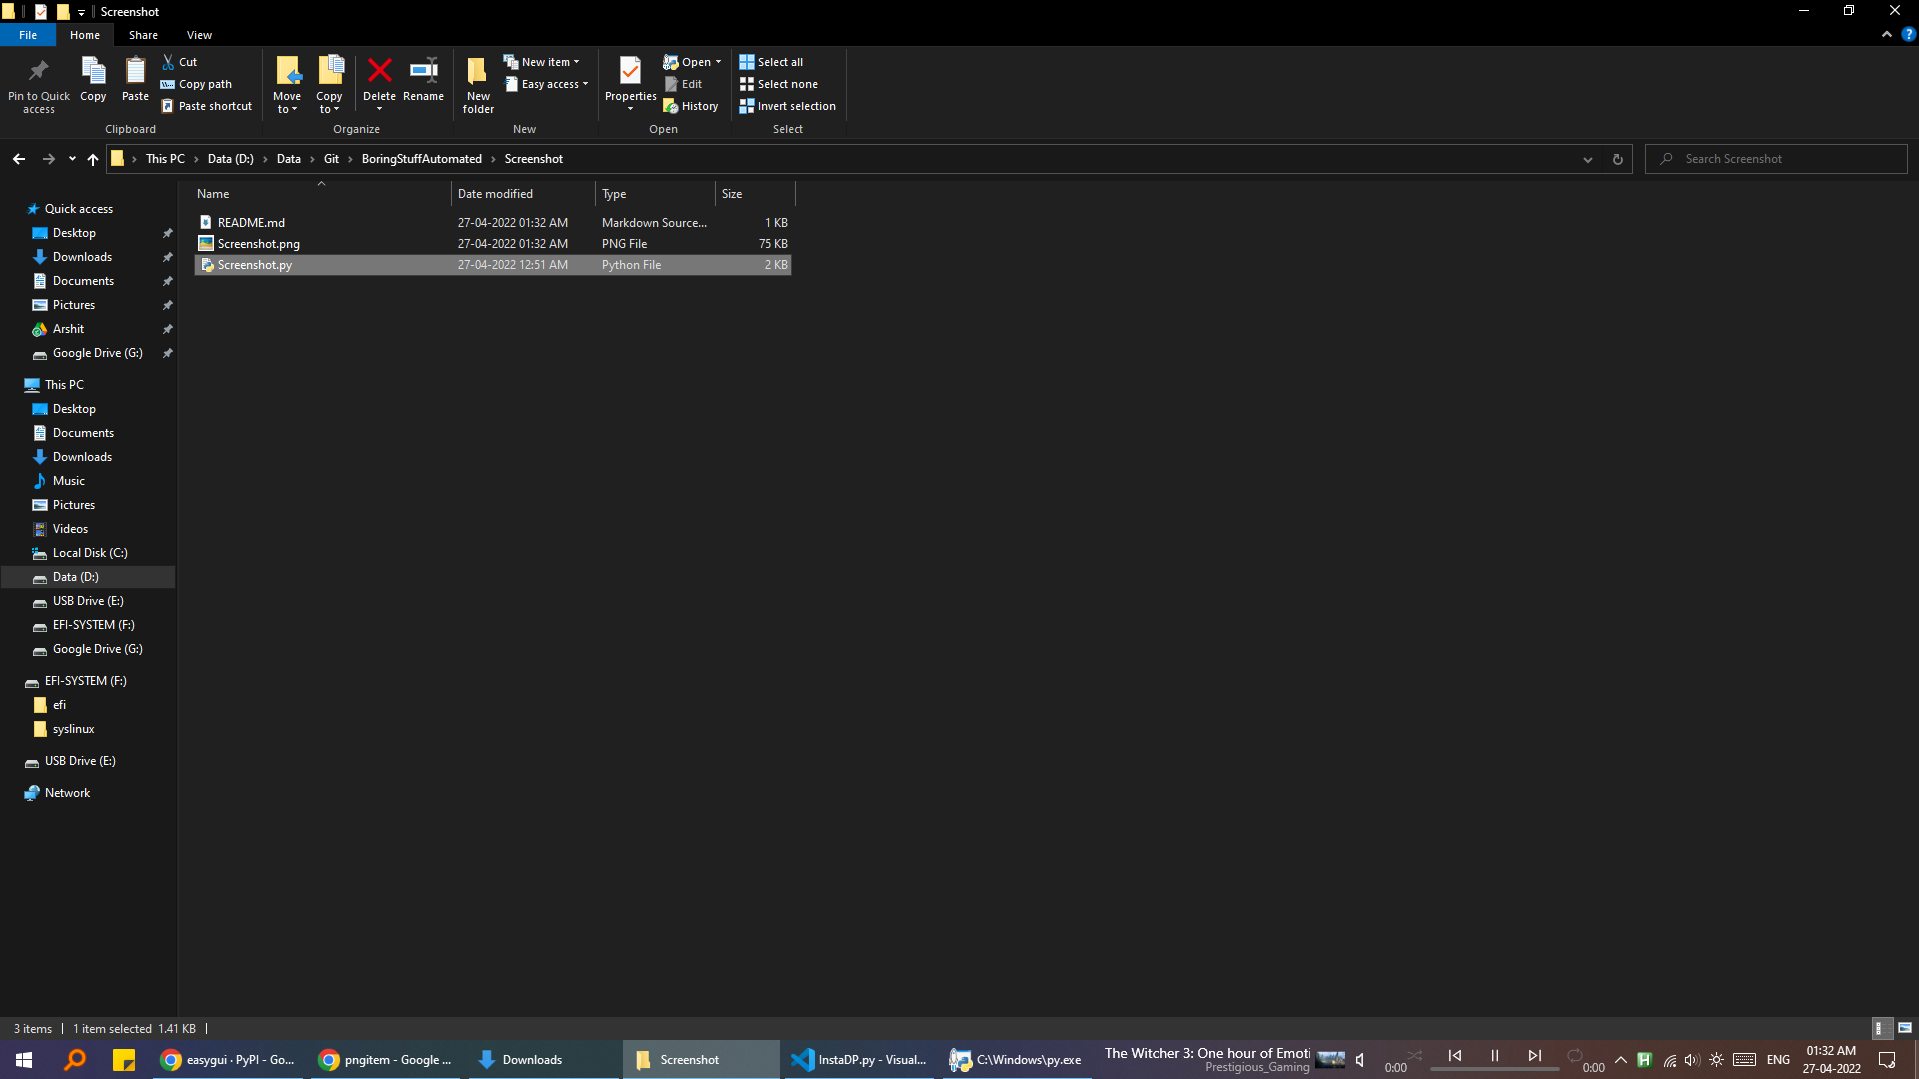 Screenshot
File Home Share View
Pin to Quick access
Copy
Paste
Cut
Copy path
Paste shortcut
Clipboard
Move to
Copy to
Delete
Rename
Organize
New folder
New item
Easy access
New
Properties
Open
Edit
History
Open
Select all
Select none
Invert selection
Select
This PC Data (D:) Data Git BoringStuffAutomated Screenshot
Search Screenshot
Name Date modified Type Size
README.md 27-04-2022 01:32 AM Markdown Source... 1 KB
Screenshot.png 27-04-2022 01:32 AM PNG File 75 KB
Screenshot.py 27-04-2022 12:51 AM Python File 2 KB
Quick access
Desktop
Downloads
Documents
Pictures
Arshit
Google Drive (G:)
This PC
Desktop
Documents
Downloads
Music
Pictures
Videos
Local Disk (C:)
Data (D:)
USB Drive (E:)
EFI-SYSTEM (F:)
Google Drive (G:)
EFI-SYSTEM (F:)
efi
syslinux
USB Drive (E:)
Network
3 items 1 item selected 1.41 KB
easygui · PyPI - Go...
pngitem - Google ...
Downloads
Screenshot
InstaDP.py - Visual...
C:\Windows\py.exe
The Witcher 3: One hour of Emoti
Prestigious_Gaming
0:00
0:00
ENG
01:32 AM
27-04-2022